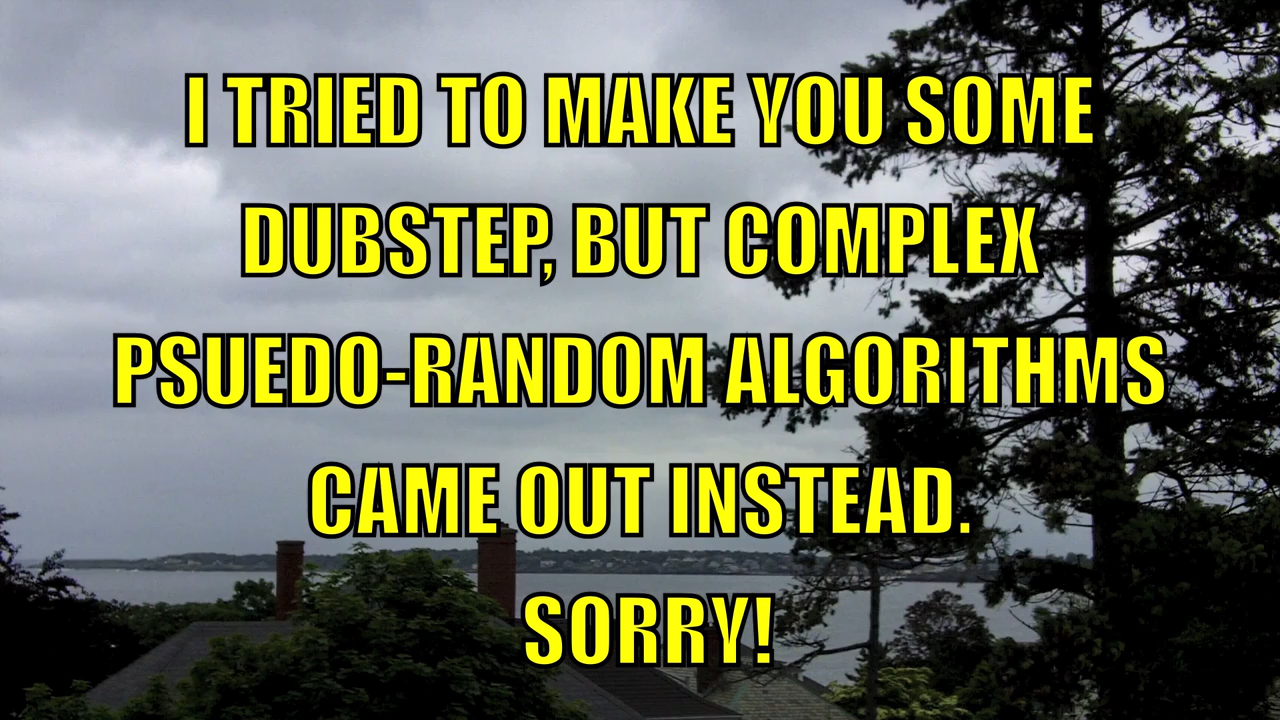 I TRIED TO MAKE YOU SOME
DUBSTEP, BUT COMPLEX
PSUEDO-RANDOM ALGORITHMS
CAME OUT INSTEAD.
SORRY!